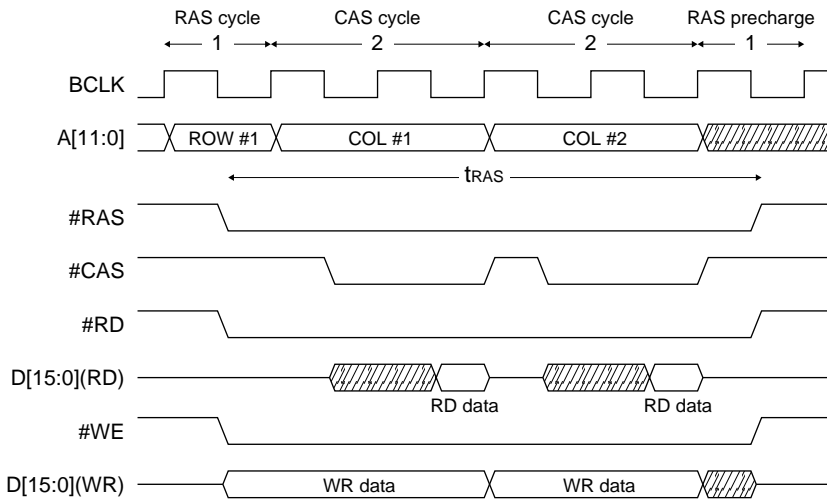 RAS cycle CAS cycle CAS cycle RAS precharge
1 2 2 1
BCLK
A[11:0] ROW #1 COL #1 COL #2
tRAS
#RAS
#CAS
#RD
D[15:0](RD)
RD data RD data
#WE
D[15:0](WR) WR data WR data